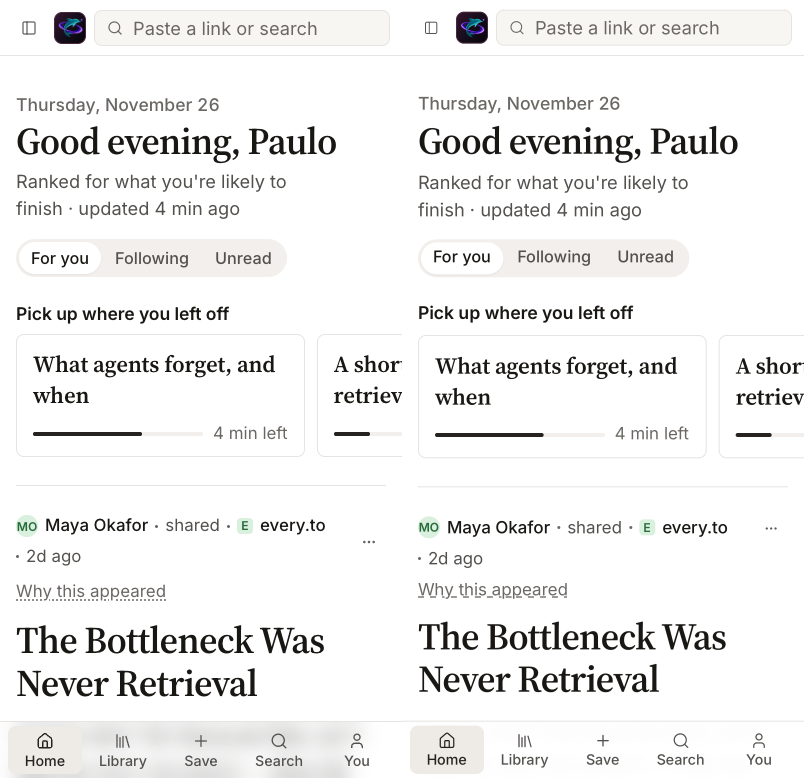 Paste a link or search
Thursday, November 26
Good evening, Paulo
Ranked for what you're likely to
finish · updated 4 min ago
For you Following Unread
Pick up where you left off
What agents forget, and
when
4 min left
A shor
retriev
MO Maya Okafor · shared · E every.to
· 2d ago
...
Why this appeared
The Bottleneck Was
Never Retrieval
Home Library Save Search You
Paste a link or search
Thursday, November 26
Good evening, Paulo
Ranked for what you're likely to
finish · updated 4 min ago
For you Following Unread
Pick up where you left off
What agents forget, and
when
4 min left
A shor
retriev
MO Maya Okafor · shared · E every.to ...
· 2d ago
Why this appeared
The Bottleneck Was
Never Retrieval
Home Library Save Search You